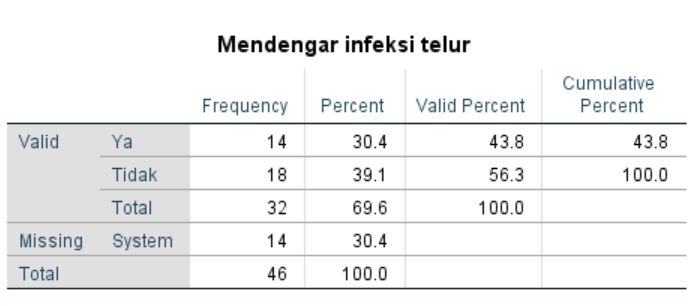 Mendengar infeksi telur
Frequency Percent Valid Percent Cumulative Percent
Valid Ya 14 30.4 43.8 43.8
Tidak 18 39.1 56.3 100.0
Total 32 69.6 100.0
Missing System 14 30.4
Total 46 100.0